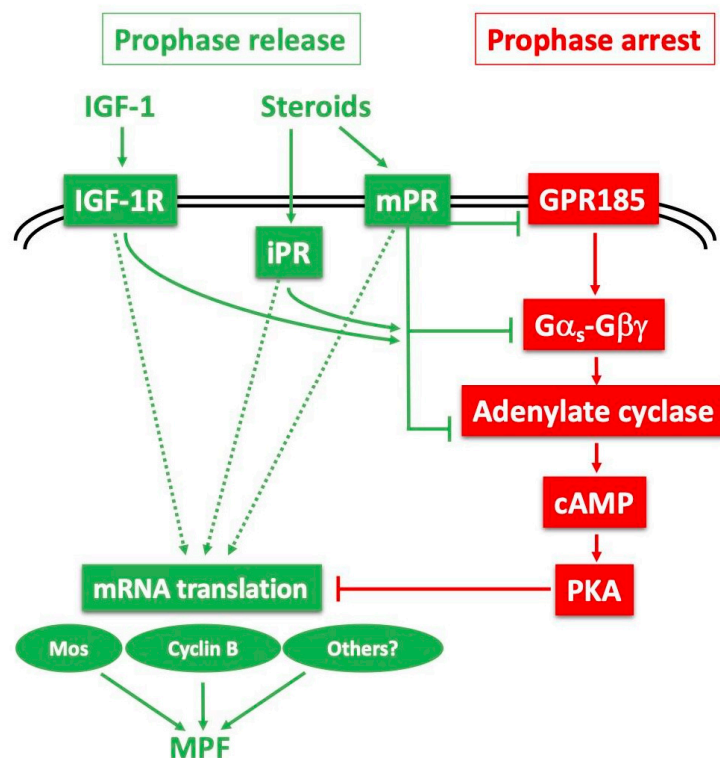 Prophase release
Prophase arrest
IGF-1
Steroids
IGF-1R
mPR
GPR185
iPR
Gαs-Gβγ
Adenylate cyclase
cAMP
mRNA translation
PKA
Mos
Cyclin B
Others?
MPF